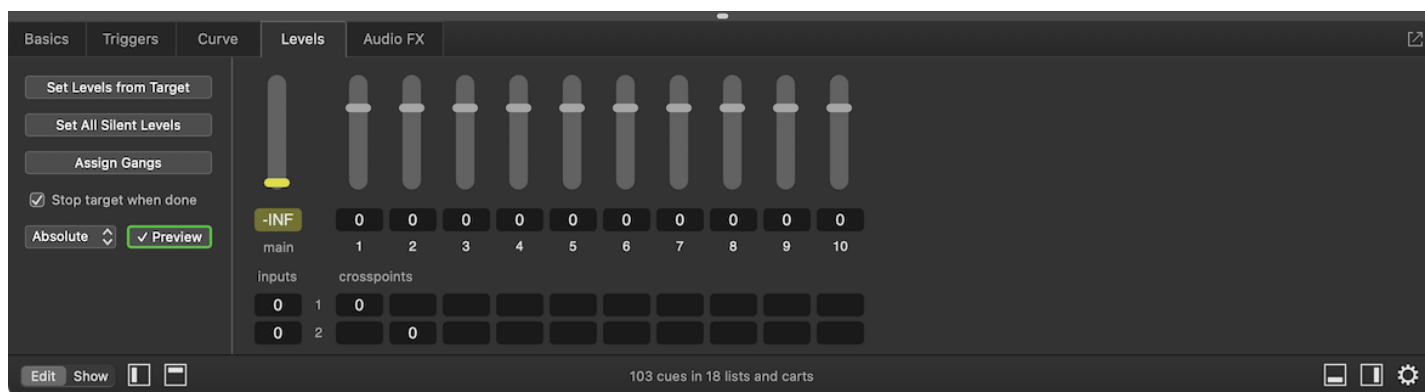 Basics Triggers Curve Levels Audio FX
Set Levels from Target
Set All Silent Levels
Assign Gangs
Stop target when done
Absolute ✓ Preview
-INF 0 0 0 0 0 0 0 0 0 0
main 1 2 3 4 5 6 7 8 9 10
inputs crosspoints
0 1 0
0 2 0
Edit Show 103 cues in 18 lists and carts